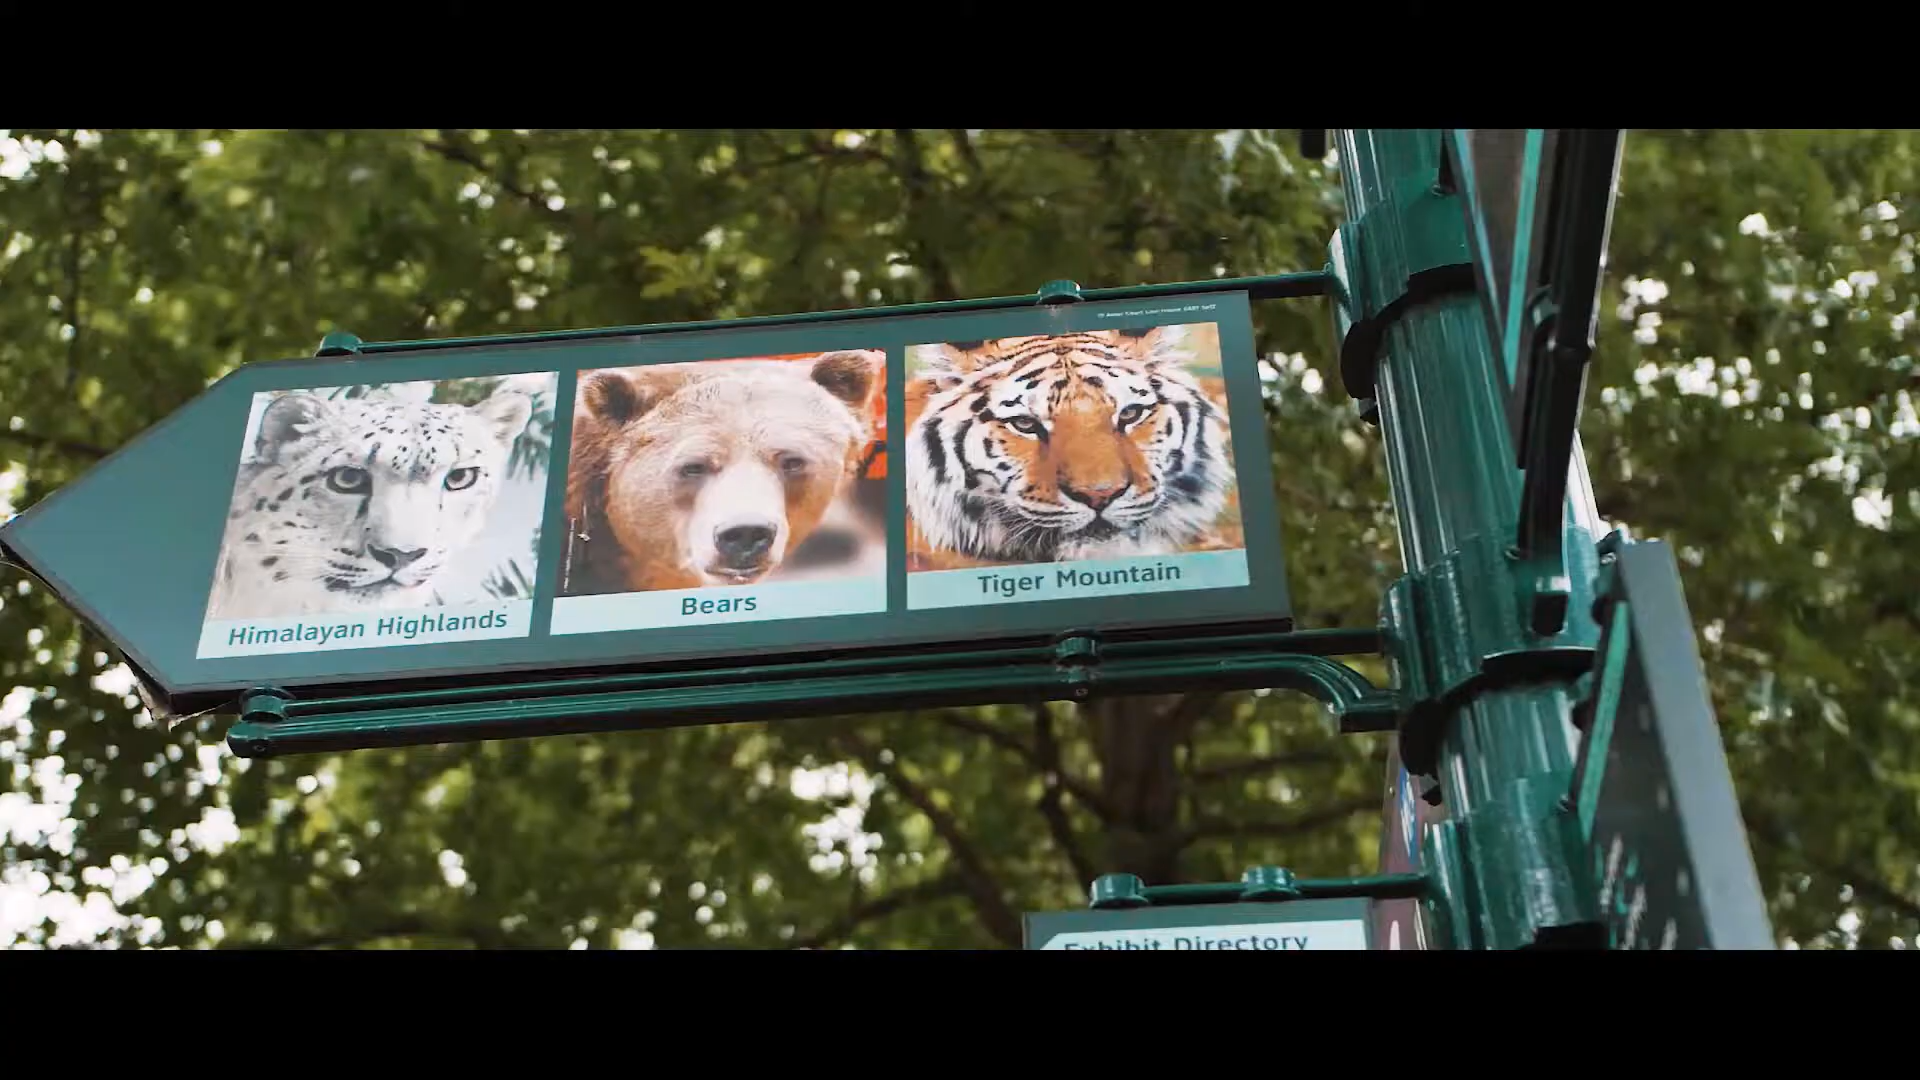 Himalayan Highlands
Bears
Tiger Mountain
Exhibit Directory